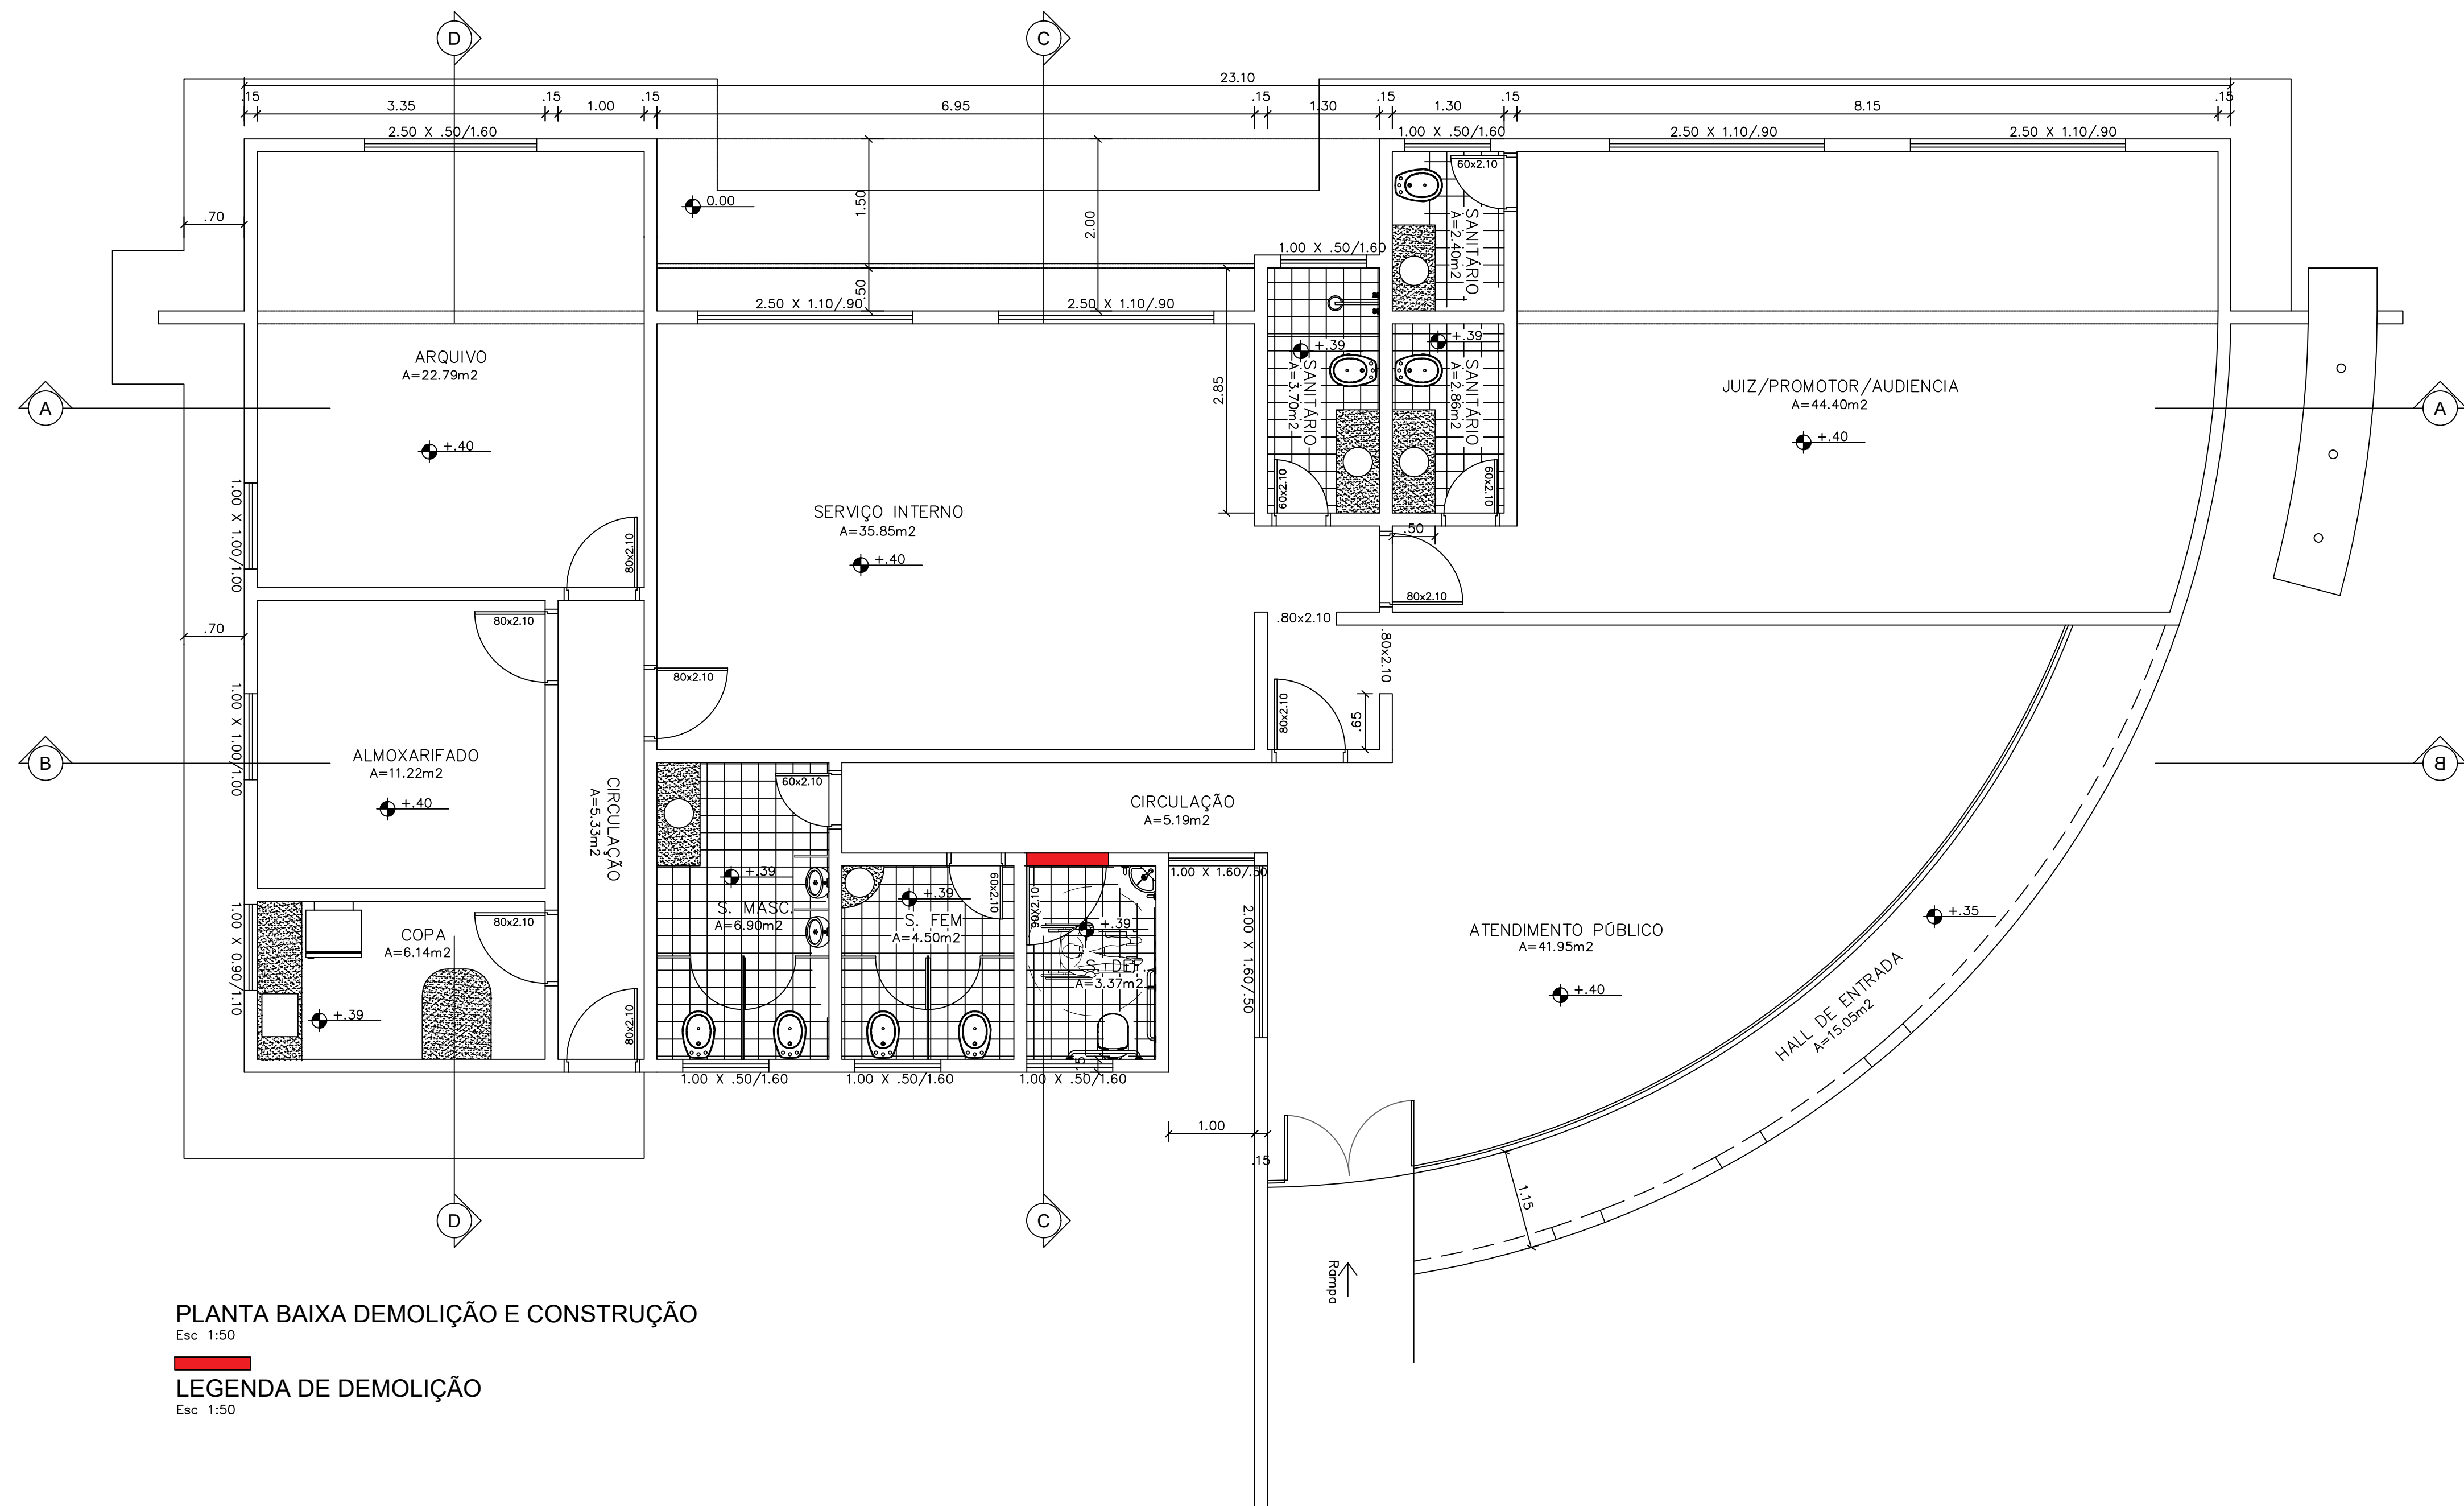 D
C
23.10
.15
3.35
.15
1.00
.15
6.95
.15
1.30
.15
1.30
.15
8.15
.15
2.50 X .50/1.60
1.00 X .50/1.60
2.50 X 1.10/.90
2.50 X 1.10/.90
60x2.10
.70
0.00
1.50
2.00
SANITÁRIO
A=2.40m2
1.00 X .50/1.60
.50
2.50 X 1.10/.90
2.50 X 1.10/.90
ARQUIVO
A=22.79m2
+.40
2.85
+.39
SANITÁRIO
A=3.70m2
+.39
SANITÁRIO
A=2.86m2
JUIZ/PROMOTOR/AUDIENCIA
A=44.40m2
+.40
A
A
1.00 X 1.00/1.00
60x2.10
60x2.10
SERVIÇO INTERNO
A=35.85m2
+.40
80x2.10
.50
80x2.10
.70
80x2.10
.80x2.10
.80x2.10
80x2.10
80x2.10
.65
1.00 X 1.00/1.00
ALMOXARIFADO
A=11.22m2
+.40
B
B
CIRCULAÇÃO
A=5.33m2
60x2.10
CIRCULAÇÃO
A=5.19m2
1.00 X 1.60/.50
+.39
S. MASC.
A=6.90m2
60x2.10
+.39
S. FEM
A=4.50m2
90x2.10
+.39
S. DEF.
A=3.37m2
2.00 X 1.60/.50
1.00 X 0.90/1.10
COPA
A=6.14m2
80x2.10
+.39
80x2.10
ATENDIMENTO PÚBLICO
A=41.95m2
+.40
+.35
HALL DE ENTRADA
A=15.05m2
.15
1.00 X .50/1.60
1.00 X .50/1.60
1.00 X .50/1.60
1.00
.15
1.15
D
C
Rampa
PLANTA BAIXA DEMOLIÇÃO E CONSTRUÇÃO
Esc 1:50
LEGENDA DE DEMOLIÇÃO
Esc 1:50